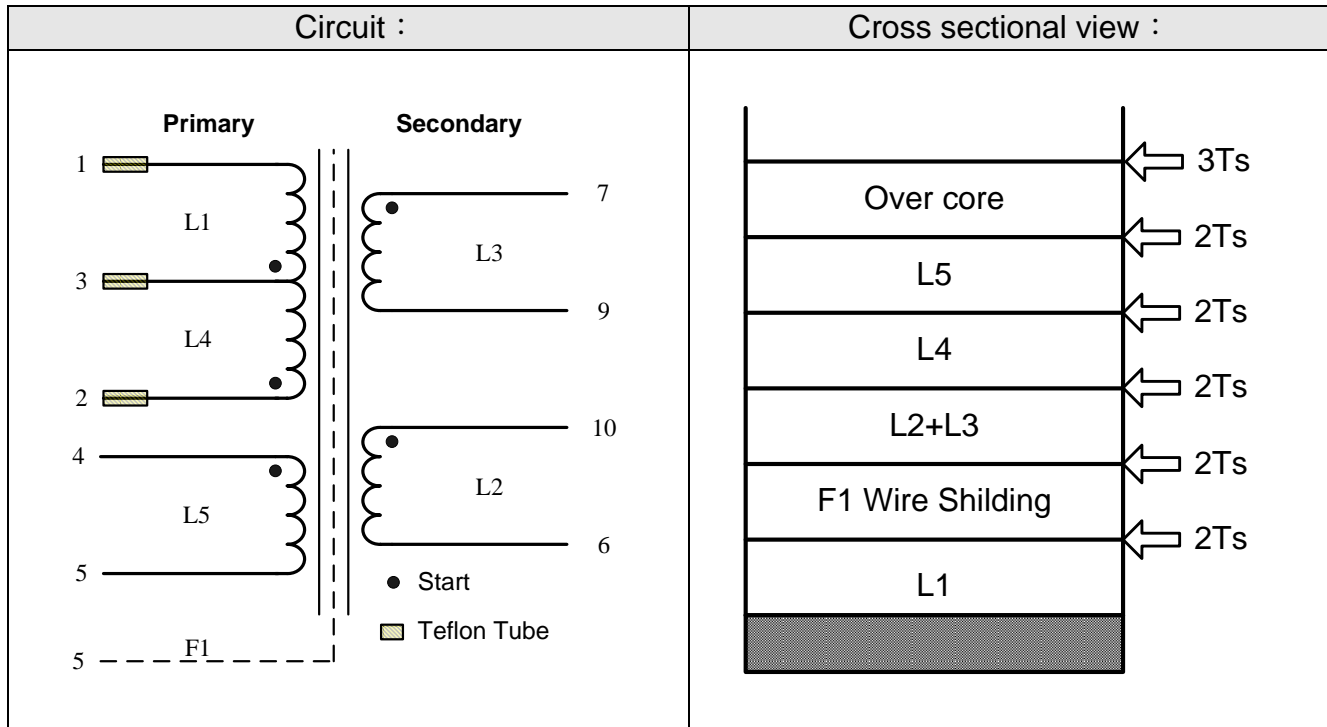 Circuit：
Cross sectional view：
Primary
Secondary
1
L1
3
L4
2
4
L5
5
5
F1
7
L3
9
10
L2
6
Start
Teflon Tube
3Ts
Over core
2Ts
L5
2Ts
L4
2Ts
L2+L3
2Ts
F1 Wire Shilding
2Ts
L1